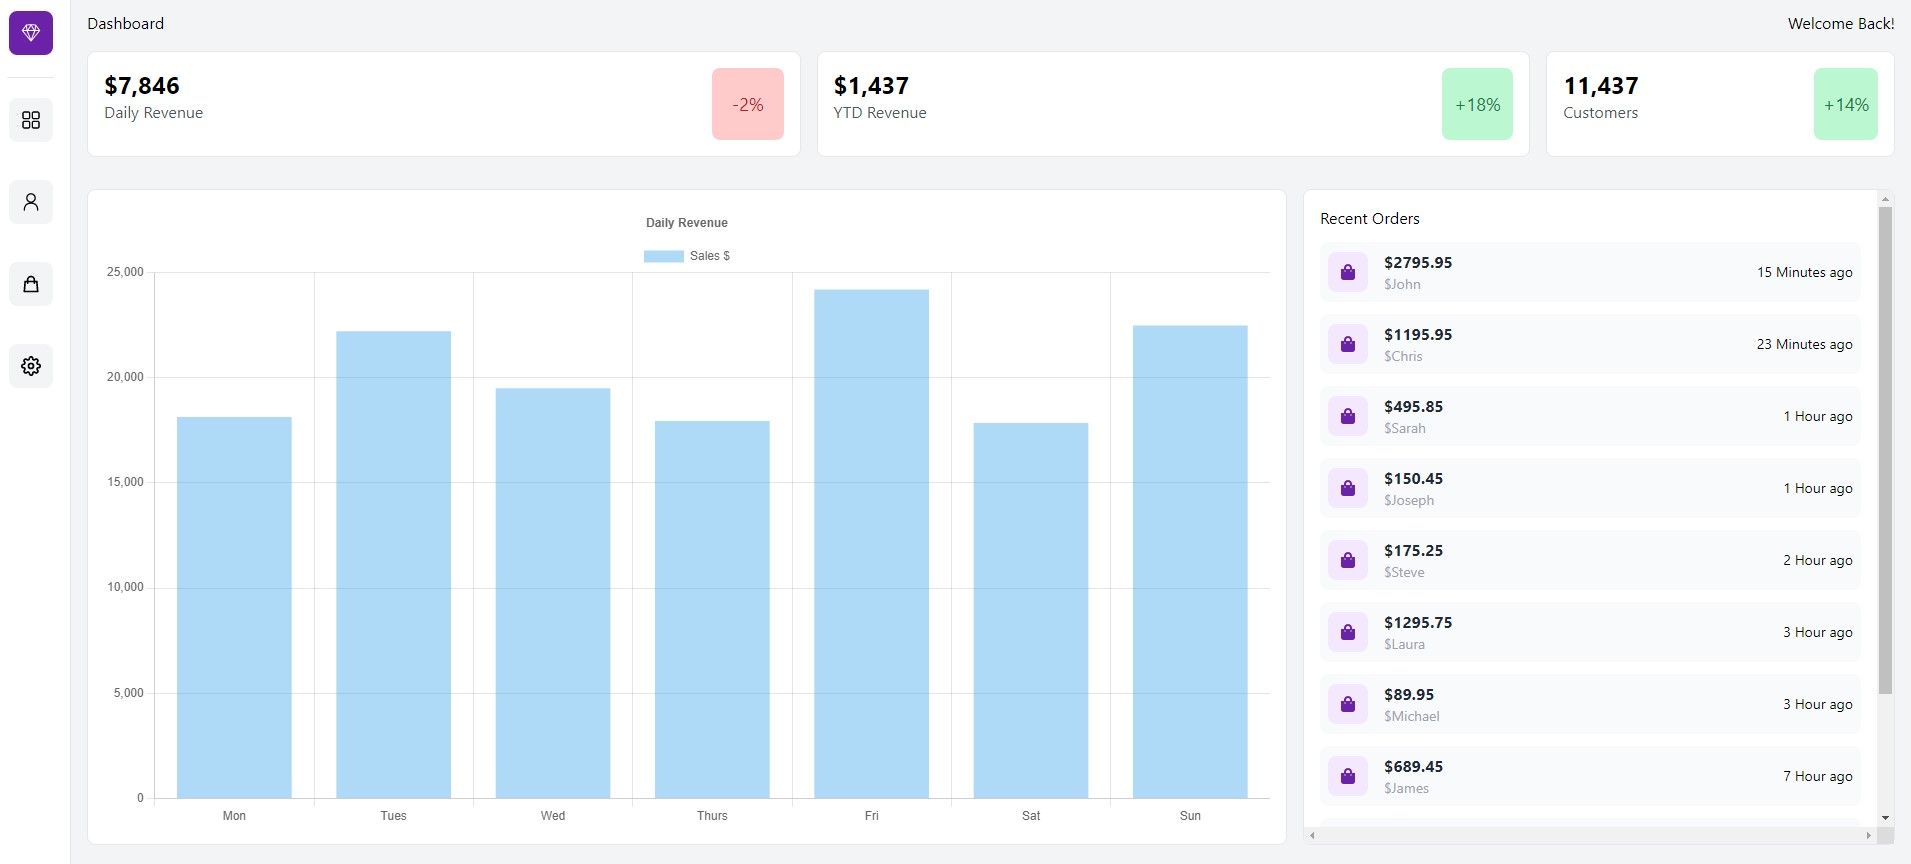 Dashboard
Welcome Back!
$7,846
Daily Revenue
-2%
$1,437
YTD Revenue
+18%
11,437
Customers
+14%
Daily Revenue
Sales $
25,000
20,000
15,000
10,000
5,000
0
Mon
Tues
Wed
Thurs
Fri
Sat
Sun
Recent Orders
$2795.95
$John
15 Minutes ago
$1195.95
$Chris
23 Minutes ago
$495.85
$Sarah
1 Hour ago
$150.45
$Joseph
1 Hour ago
$175.25
$Steve
2 Hour ago
$1295.75
$Laura
3 Hour ago
$89.95
$Michael
3 Hour ago
$689.45
$James
7 Hour ago